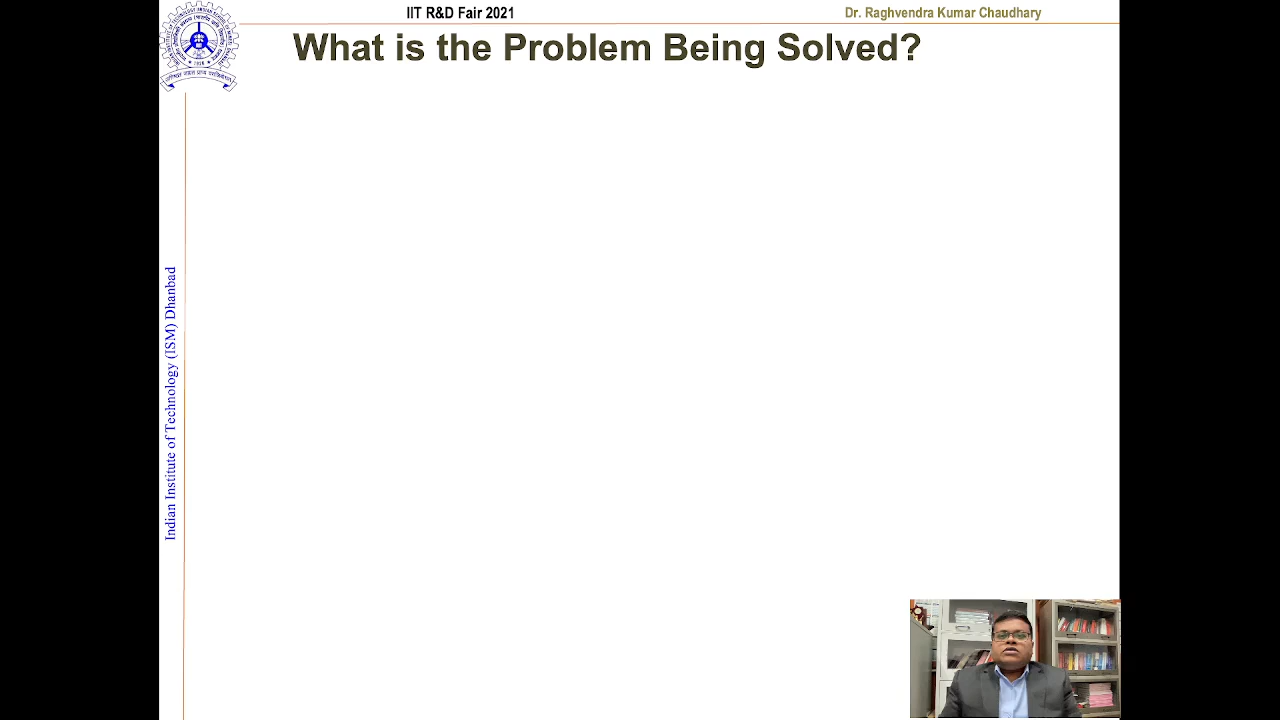 IIT R&D Fair 2021
Dr. Raghvendra Kumar Chaudhary
What is the Problem Being Solved?
Indian Institute of Technology (ISM) Dhanbad